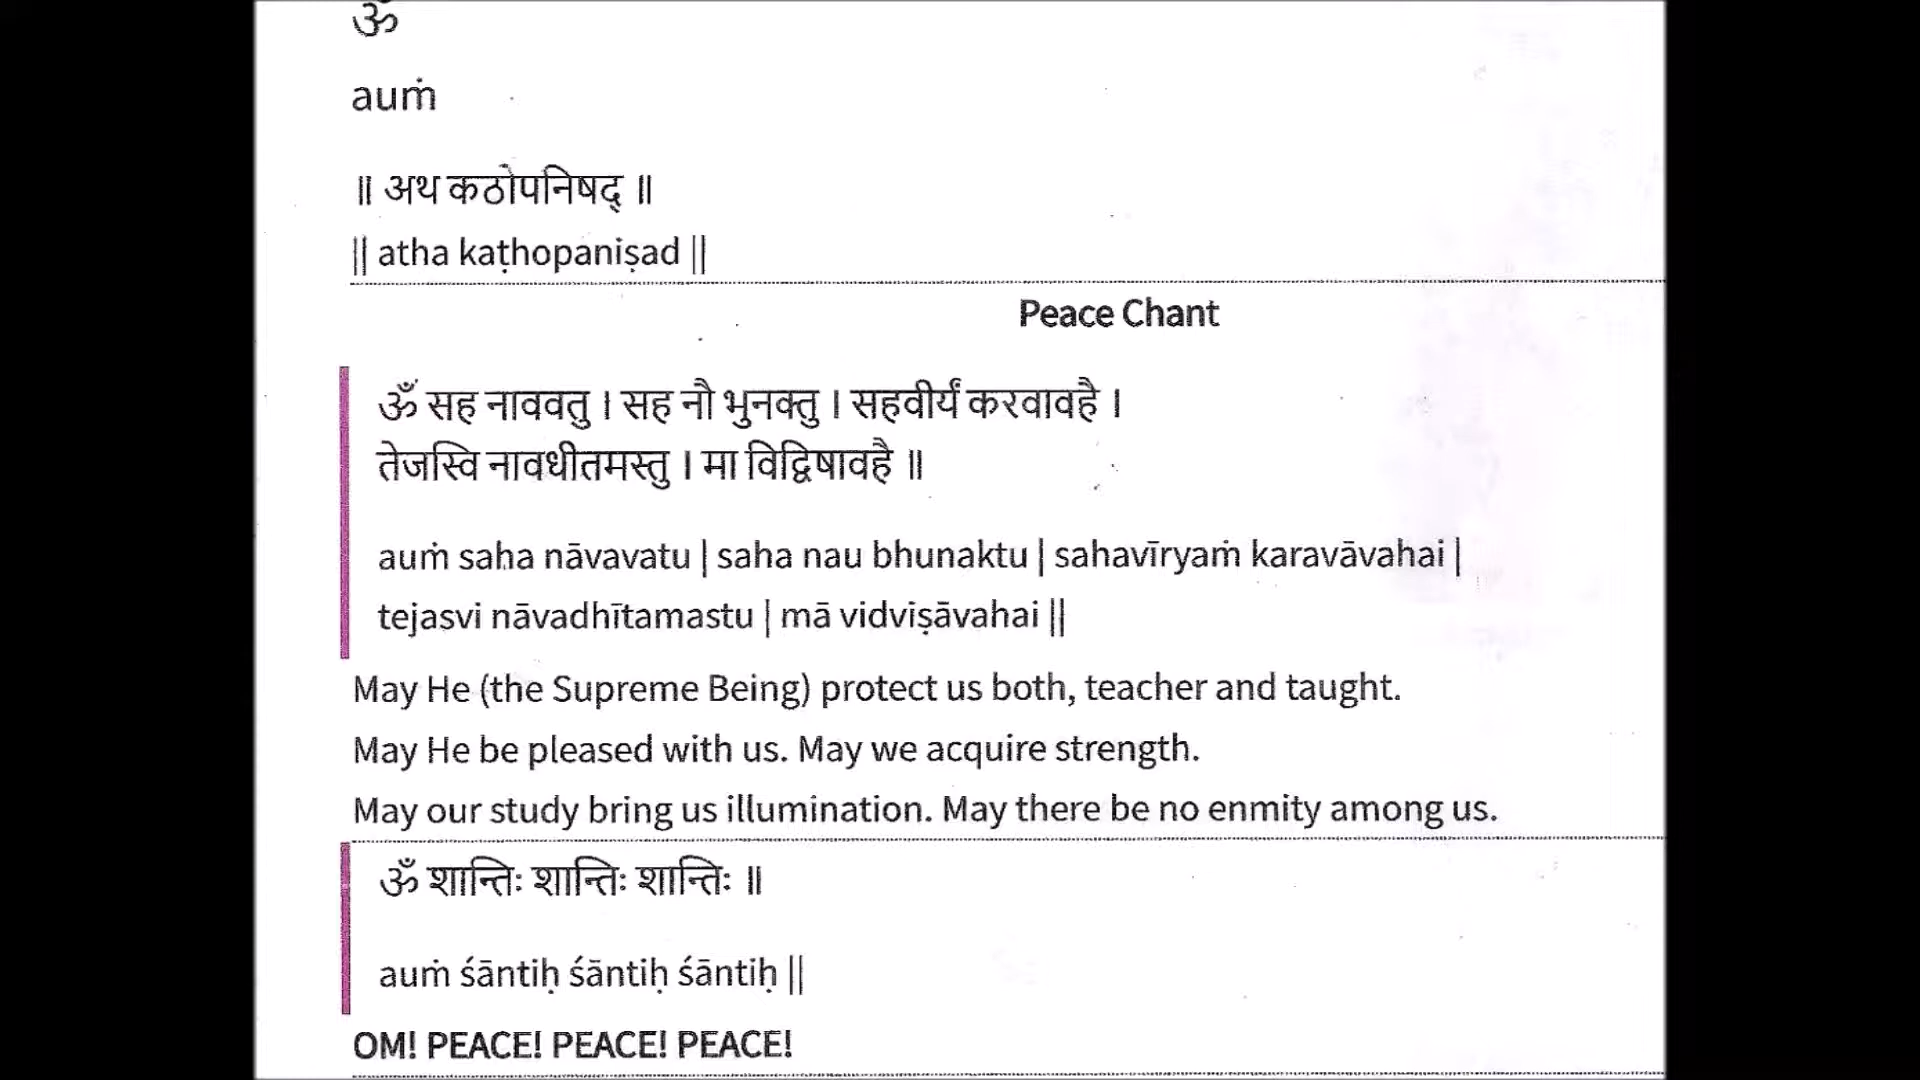 ॐ
auṁ
॥ अथ कठोपनिषद् ॥
|| atha kaṭhopaniṣad ||
Peace Chant
ॐ सह नाववतु । सह नौ भुनक्तु । सहवीर्यं करवावहै ।
तेजस्वि नावधीतमस्तु । मा विद्विषावहै ॥
auṁ saha nāvavatu | saha nau bhunaktu | sahavīryaṁ karavāvahai |
tejasvi nāvadhītamastu | mā vidviṣāvahai ||
May He (the Supreme Being) protect us both, teacher and taught.
May He be pleased with us. May we acquire strength.
May our study bring us illumination. May there be no enmity among us.
ॐ शान्तिः शान्तिः शान्तिः ॥
auṁ śāntiḥ śāntiḥ śāntiḥ ||
OM! PEACE! PEACE! PEACE!